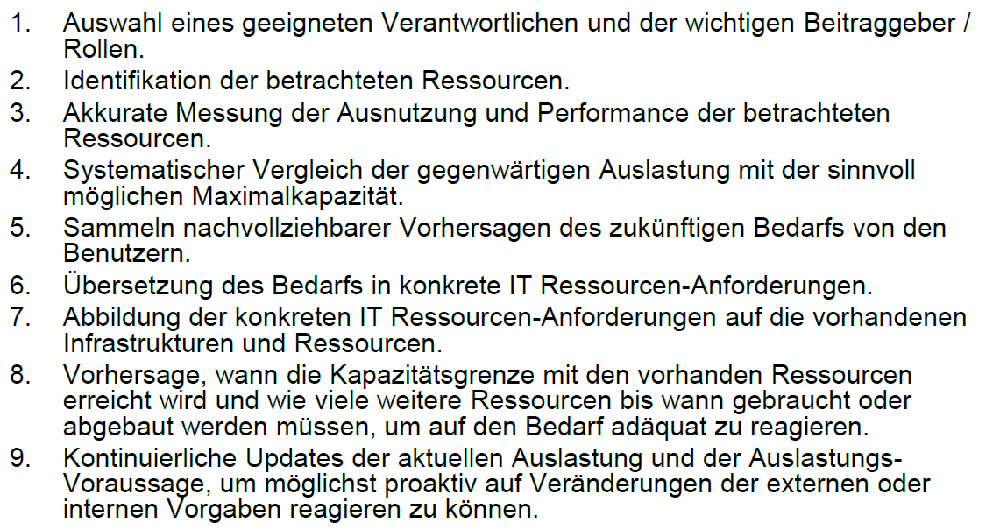 1. Auswahl eines geeigneten Verantwortlichen und der wichtigen Beitraggeber /
Rollen.
2. Identifikation der betrachteten Ressourcen.
3. Akkurate Messung der Ausnutzung und Performance der betrachteten
Ressourcen.
4. Systematischer Vergleich der gegenwärtigen Auslastung mit der sinnvoll
möglichen Maximalkapazität.
5. Sammeln nachvollziehbarer Vorhersagen des zukünftigen Bedarfs von den
Benutzern.
6. Übersetzung des Bedarfs in konkrete IT Ressourcen-Anforderungen.
7. Abbildung der konkreten IT Ressourcen-Anforderungen auf die vorhandenen
Infrastrukturen und Ressourcen.
8. Vorhersage, wann die Kapazitätsgrenze mit den vorhanden Ressourcen
erreicht wird und wie viele weitere Ressourcen bis wann gebraucht oder
abgebaut werden müssen, um auf den Bedarf adäquat zu reagieren.
9. Kontinuierliche Updates der aktuellen Auslastung und der Auslastungs-
Voraussage, um möglichst proaktiv auf Veränderungen der externen oder
internen Vorgaben reagieren zu können.